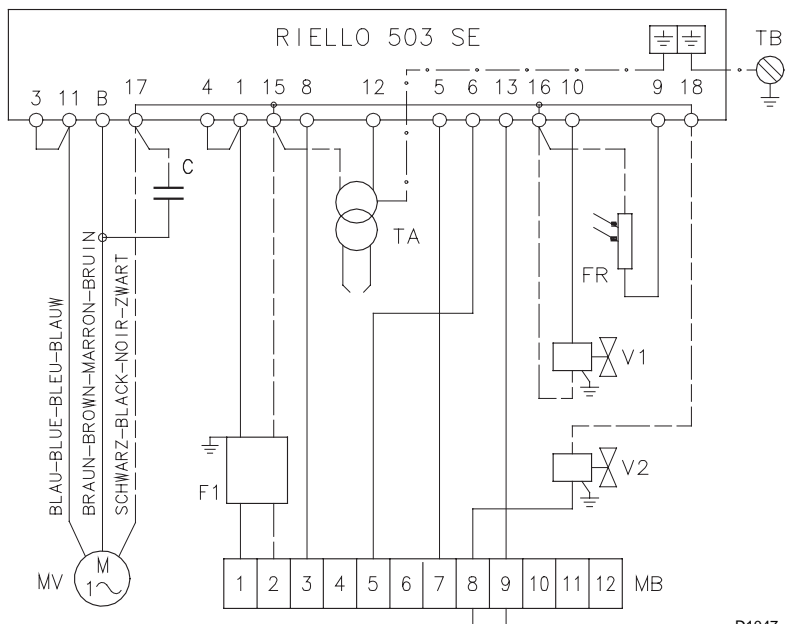 RIELLO 503 SE
TB
3 11 B 17 4 1 15 8 12 5 6 13 16 10 9 18
C
TA
FR
BLAU-BLUE-BLEU-BLAUW
BRAUN-BROWN-MARRON-BRUIN
SCHWARZ-BLACK-NOIR-ZWART
V1
V2
F1
MV
M
1~
1 2 3 4 5 6 7 8 9 10 11 12 MB